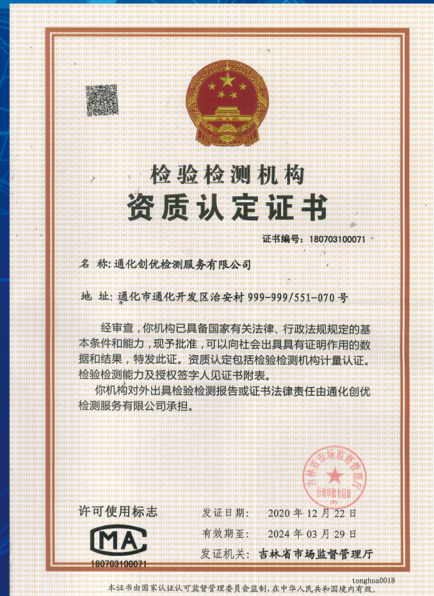 检验检测机构
资质认定证书
证书编号：180703100071
名 称：通化创优检测服务有限公司
地 址：通化市通化开发区治安村 999-999/551-070 号
经审查，你机构已具备国家有关法律、行政法规规定的基
本条件和能力，现予批准，可以向社会出具具有证明作用的数
据和结果，特发此证。资质认定包括检验检测机构计量认证。
检验检测能力及授权签字人见证书附表。
你机构对外出具检验检测报告或证书法律责任由通化创优
检测服务有限公司承担。
吉林省市场监督管理厅
许可使用标志
MA
180703100071
发证日期： 2020 年 12 月 22 日
有效期至： 2024 年 03 月 29 日
发证机关： 吉林省市场监督管理厅
tonghua0018
本证书由国家认证认可监督管理委员会监制，在中华人民共和国境内有效。